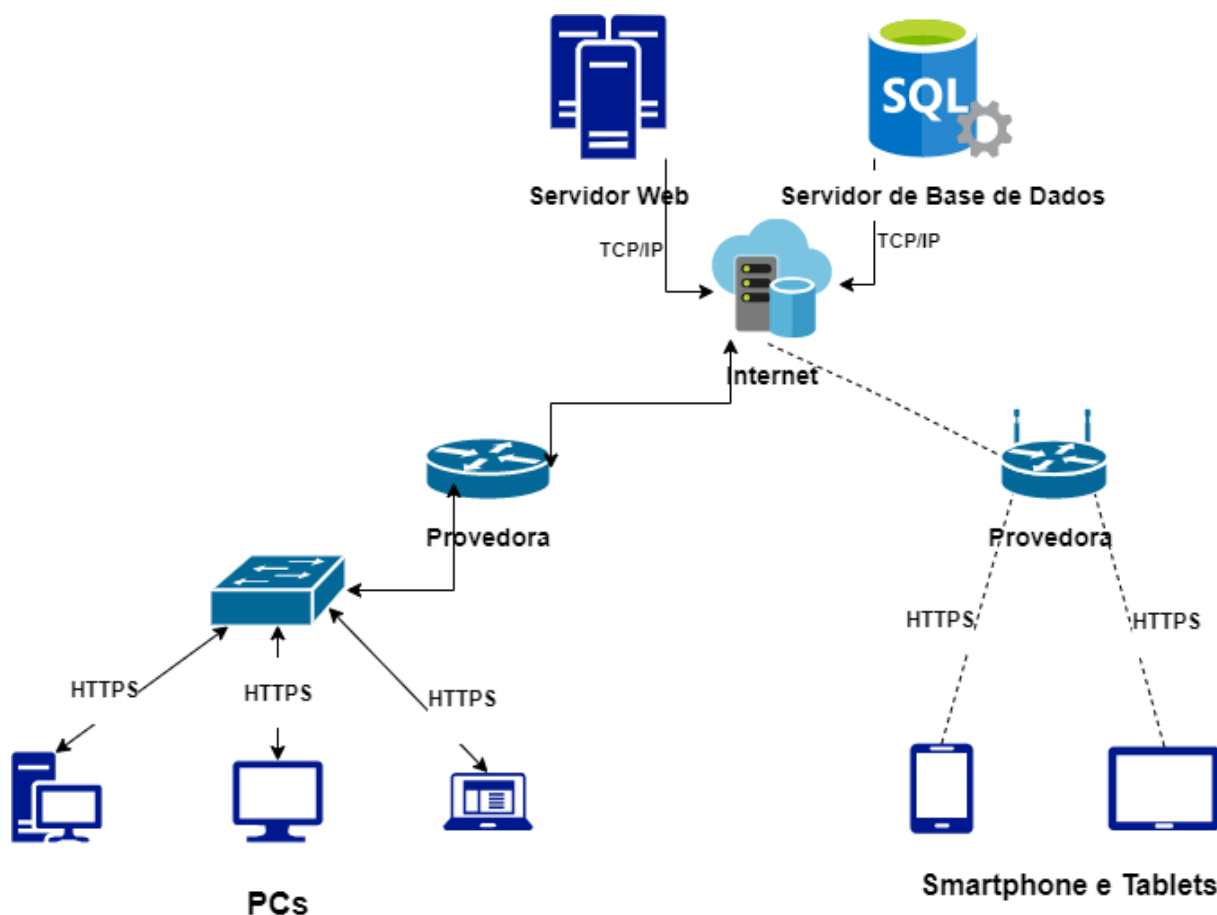 SQL
Servidor Web
Servidor de Base de Dados
TCP/IP
TCP/IP
Internet
Provedora
Provedora
HTTPS
HTTPS
HTTPS
HTTPS
HTTPS
PCs
Smartphone e Tablets